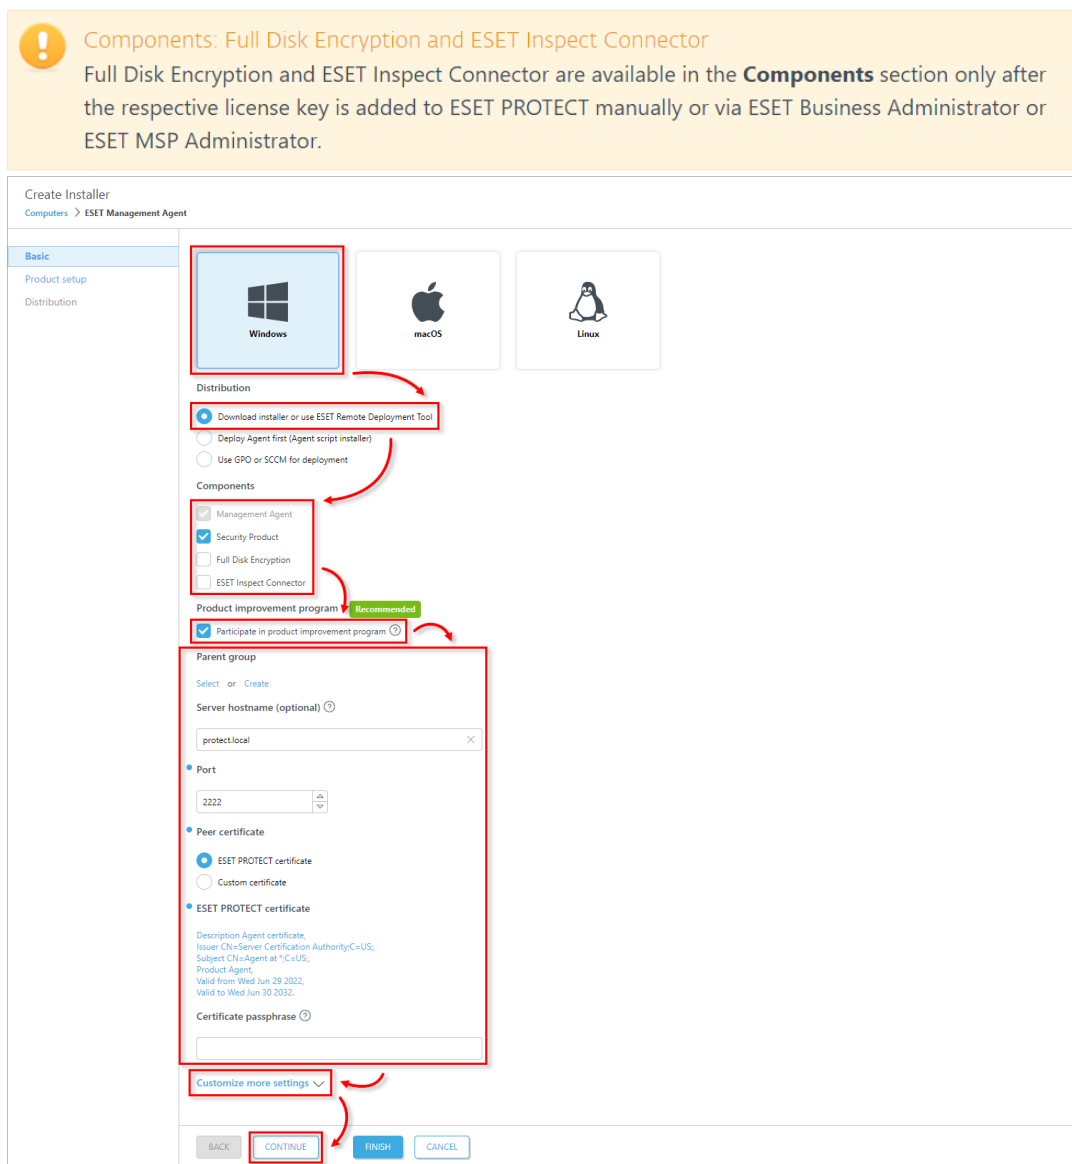 Components: Full Disk Encryption and ESET Inspect Connector
Full Disk Encryption and ESET Inspect Connector are available in the Components section only after
the respective license key is added to ESET PROTECT manually or via ESET Business Administrator or
ESET MSP Administrator.
Create Installer
Computers > ESET Management Agent
Basic
Product setup
Distribution
Windows
macOS
Linux
Distribution
Download installer or use ESET Remote Deployment Tool
Deploy Agent first (Agent script installer)
Use GPO or SCCM for deployment
Components
Management Agent
Security Product
Full Disk Encryption
ESET Inspect Connector
Product improvement program Recommended
Participate in product improvement program ?
Parent group
Select or Create
Server hostname (optional) ?
protect.local
Port
2222
Peer certificate
ESET PROTECT certificate
Custom certificate
ESET PROTECT certificate
Description Agent certificate,
Issuer CN=Server Certification Authority;C=US;,
Subject CN=Agent at *;C=US;,
Product Agent,
Valid from Wed Jun 29 2022,
Valid to Wed Jun 30 2032.
Certificate passphrase ?
Customize more settings
BACK CONTINUE FINISH CANCEL